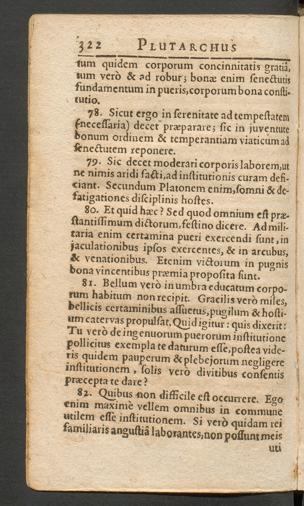 322 PLUTARCHUS
tum quidem corporum concinnitatis gratiâ,
tum verò & ad robur; bonæ enim senectutis
fundamentum in pueris, corporum bona consti-
tutio.
78. Sicut ergo in serenitate ad tempestatem
(necessaria) decet præparare; sic in juventute
bonum ordinem & temperantiam viaticum ad
senectutem reponere.
79. Sic decet moderari corporis laborem, ut
ne nimis aridi facti, ad institutionis curam defi-
ciant. Secundum Platonem enim, somni & de-
fatigationes disciplinis hostes.
80. Et quid hæc? Sed quod omnium est præ-
stantissimum dictorum, festino dicere. Ad mili-
taria enim certamina pueri exercendi sunt, in
jaculationibus ipsos exercentes, & in arcubus,
& venationibus. Etenim victorum in pugnis
bona vincentibus præmia proposita sunt.
81. Bellum verò in umbra educatum corpo-
rum habitum non recipit. Gracilis verò miles,
bellicis certaminibus assuetus, pugilum & hosti-
um catervas propulsat. Quid igitur: quis dixerit:
Tu verò de ingenuorum puerorum institutione
pollicitus exempla te daturum esse, postea vide-
ris quidem pauperum & plebejorum negligere
institutionem, solis verò divitibus consentis
præcepta te dare?
82. Quibus non difficile est occurrere. Ego
enim maximè vellem omnibus in commune
utilem esse institutionem. Si verò quidam rei
familiaris angustiâ laborantes, non possunt meis
uti